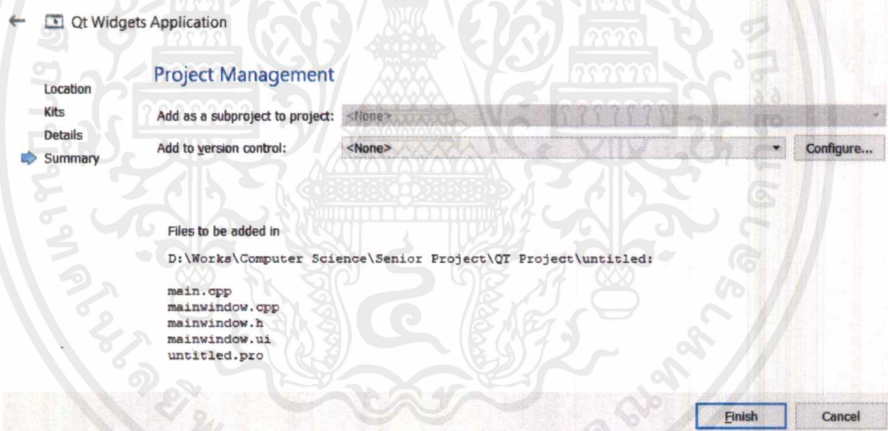 Qt Widgets Application
Project Management
Location
Kits
Details
Summary
Add as a subproject to project: <None>
Add to version control: <None> Configure...
Files to be added in
D:\Works\Computer Science\Senior Project\QT Project\untitled:
main.cpp
mainwindow.cpp
mainwindow.h
mainwindow.ui
untitled.pro
Finish Cancel